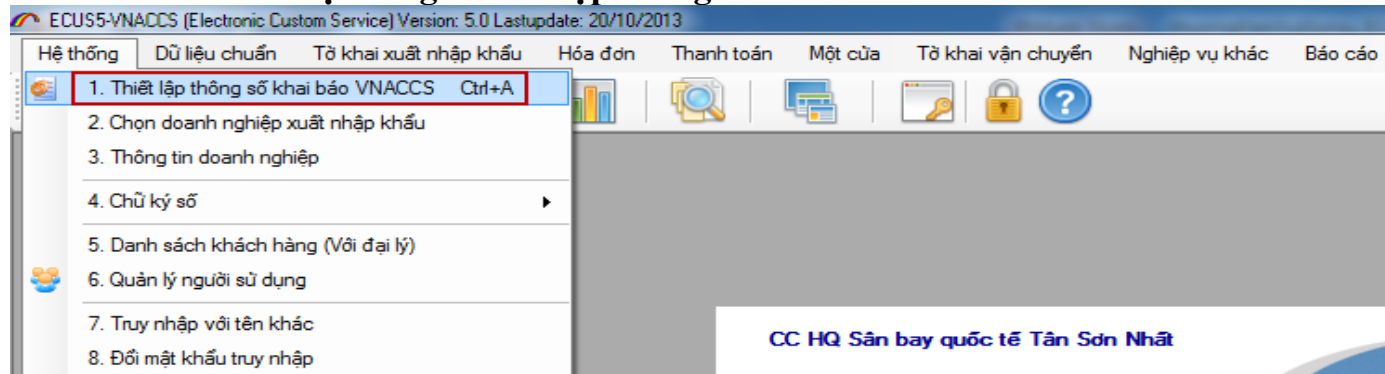 ECUS5-VNACCS (Electronic Custom Service) Version: 5.0 Lastupdate: 20/10/2013
Hệ thống Dữ liệu chuẩn Tờ khai xuất nhập khẩu Hóa đơn Thanh toán Một cửa Tờ khai vận chuyển Nghiệp vụ khác Báo cáo
1. Thiết lập thông số khai báo VNACCS Ctrl+A
2. Chọn doanh nghiệp xuất nhập khẩu
3. Thông tin doanh nghiệp
4. Chữ ký số
5. Danh sách khách hàng (Với đại lý)
6. Quản lý người sử dụng
7. Truy nhập với tên khác
8. Đổi mật khẩu truy nhập
CC HQ Sân bay quốc tế Tân Sơn Nhất